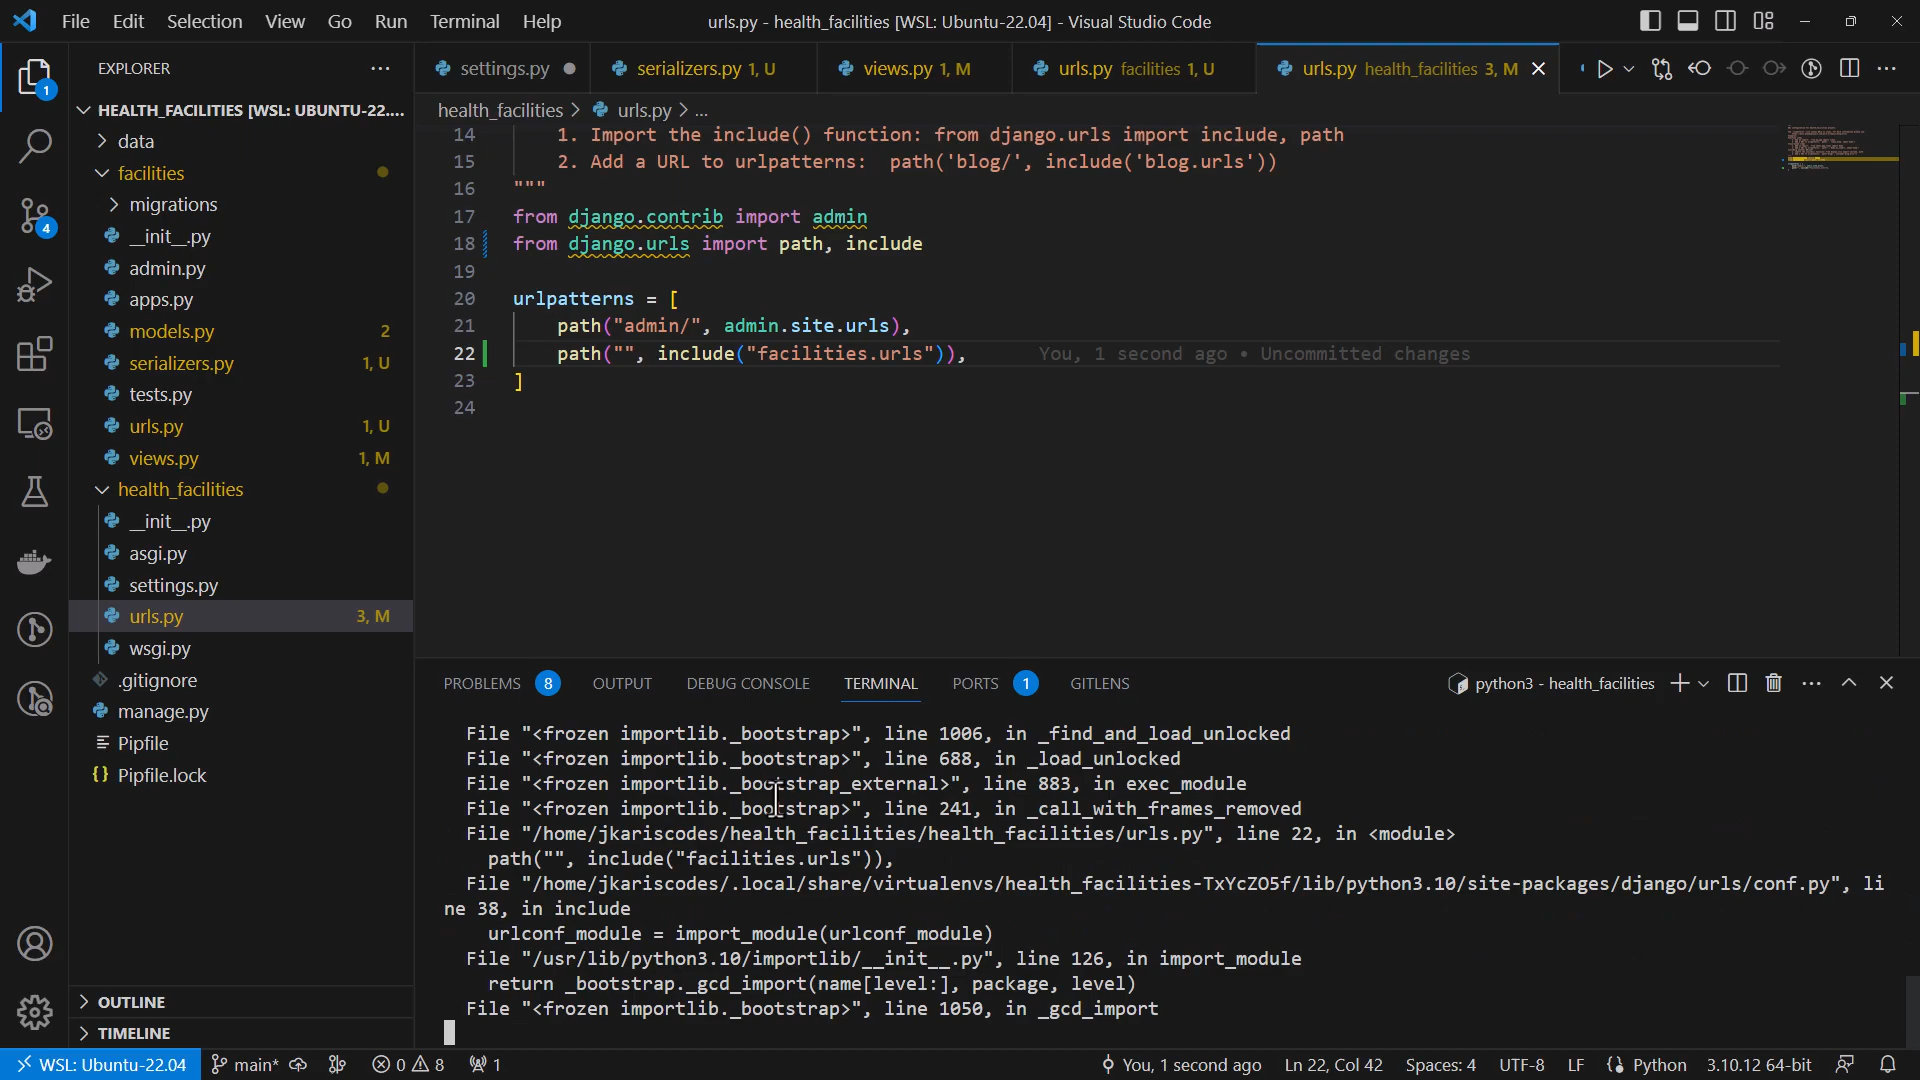 File Edit Selection View Go Run Terminal Help
urls.py - health_facilities [WSL: Ubuntu-22.04] - Visual Studio Code
EXPLORER
HEALTH_FACILITIES [WSL: UBUNTU-22....
data
facilities
migrations
__init__.py
admin.py
apps.py
models.py 2
serializers.py 1, U
tests.py
urls.py 1, U
views.py 1, M
health_facilities
__init__.py
asgi.py
settings.py
urls.py 3, M
wsgi.py
.gitignore
manage.py
Pipfile
Pipfile.lock
OUTLINE
TIMELINE
1
4
settings.py
serializers.py 1, U
views.py 1, M
urls.py facilities 1, U
urls.py health_facilities 3, M
health_facilities > urls.py > ...
14 1. Import the include() function: from django.urls import include, path
15 2. Add a URL to urlpatterns:  path('blog/', include('blog.urls'))
16 """
17 from django.contrib import admin
18 from django.urls import path, include
19
20 urlpatterns = [
21 path("admin/", admin.site.urls),
22 path("", include("facilities.urls")), You, 1 second ago • Uncommitted changes
23 ]
24
PROBLEMS 8 OUTPUT DEBUG CONSOLE TERMINAL PORTS 1 GITLENS
python3 - health_facilities
File "<frozen importlib._bootstrap>", line 1006, in _find_and_load_unlocked
File "<frozen importlib._bootstrap>", line 688, in _load_unlocked
File "<frozen importlib._bootstrap_external>", line 883, in exec_module
File "<frozen importlib._bootstrap>", line 241, in _call_with_frames_removed
File "/home/jkariscodes/health_facilities/health_facilities/urls.py", line 22, in <module>
path("", include("facilities.urls")),
File "/home/jkariscodes/.local/share/virtualenvs/health_facilities-TxYcZO5f/lib/python3.10/site-packages/django/urls/conf.py", li
ne 38, in include
urlconf_module = import_module(urlconf_module)
File "/usr/lib/python3.10/importlib/__init__.py", line 126, in import_module
return _bootstrap._gcd_import(name[level:], package, level)
File "<frozen importlib._bootstrap>", line 1050, in _gcd_import
WSL: Ubuntu-22.04 main* 0 8 1
You, 1 second ago Ln 22, Col 42 Spaces: 4 UTF-8 LF Python 3.10.12 64-bit